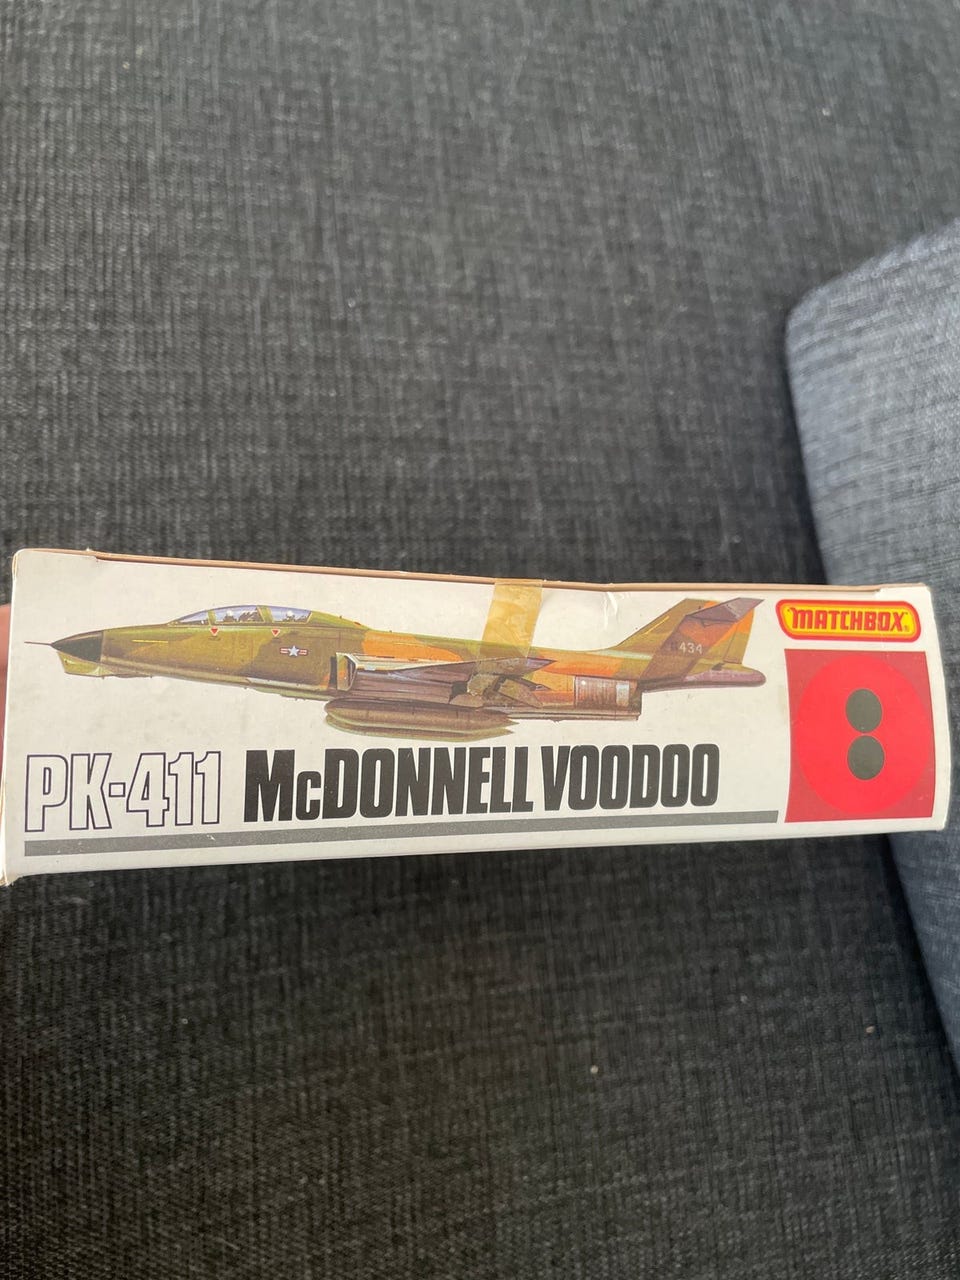 MATCHBOX
434
PK-411 McDONNELL VOODOO